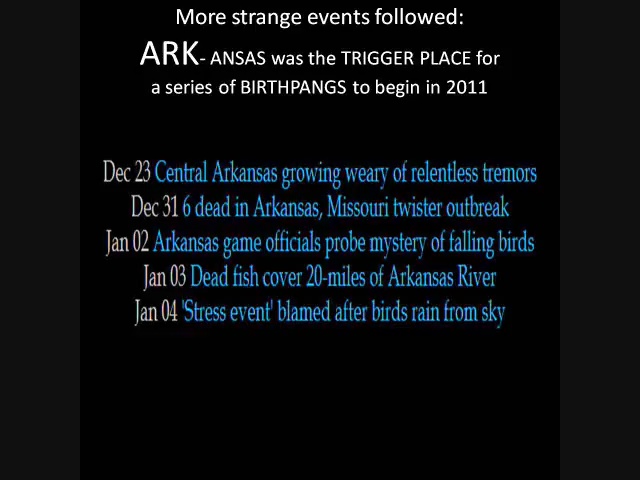 More strange events followed:
ARK- ANSAS was the TRIGGER PLACE for
a series of BIRTHPANGS to begin in 2011
Dec 23 Central Arkansas growing weary of relentless tremors
Dec 31 6 dead in Arkansas, Missouri twister outbreak
Jan 02 Arkansas game officials probe mystery of falling birds
Jan 03 Dead fish cover 20-miles of Arkansas River
Jan 04 'Stress event' blamed after birds rain from sky